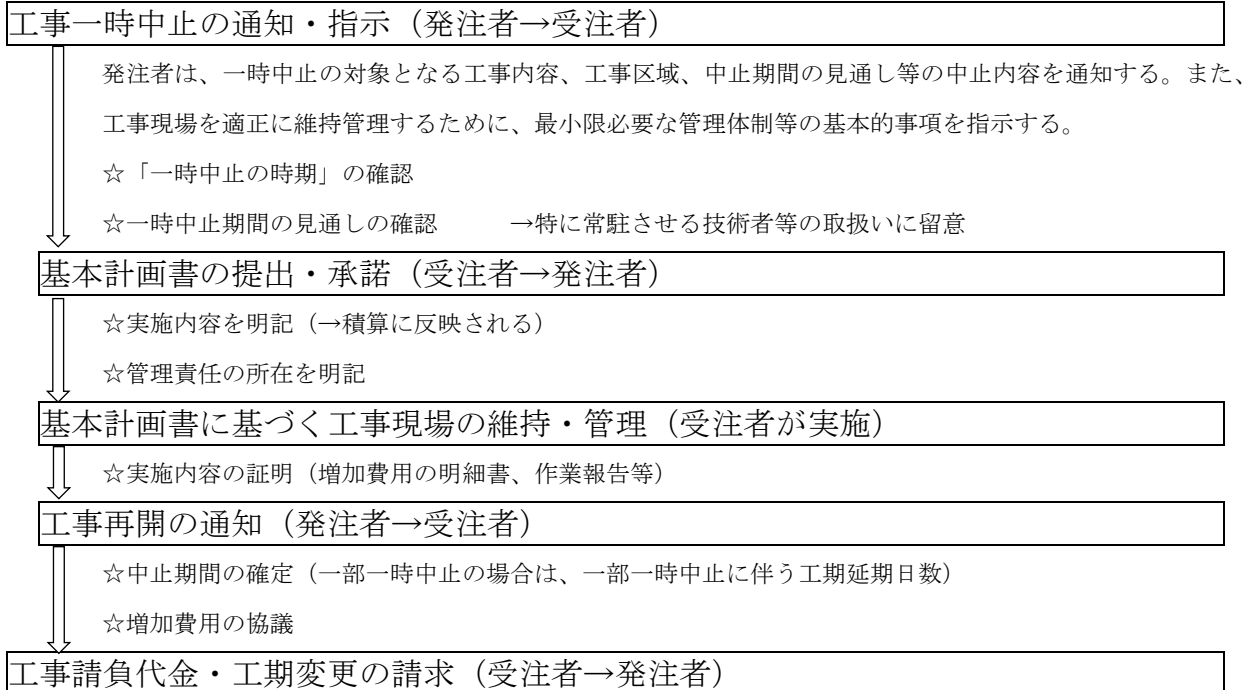 工事一時中止の通知・指示（発注者→受注者）
発注者は、一時中止の対象となる工事内容、工事区域、中止期間の見通し等の中止内容を通知する。また、
工事現場を適正に維持管理するために、最小限必要な管理体制等の基本的事項を指示する。
☆「一時中止の時期」の確認
☆一時中止期間の見通しの確認　　　→特に常駐させる技術者等の取扱いに留意
基本計画書の提出・承諾（受注者→発注者）
☆実施内容を明記（→積算に反映される）
☆管理責任の所在を明記
基本計画書に基づく工事現場の維持・管理（受注者が実施）
☆実施内容の証明（増加費用の明細書、作業報告等）
工事再開の通知（発注者→受注者）
☆中止期間の確定（一部一時中止の場合は、一部一時中止に伴う工期延期日数）
☆増加費用の協議
工事請負代金・工期変更の請求（受注者→発注者）